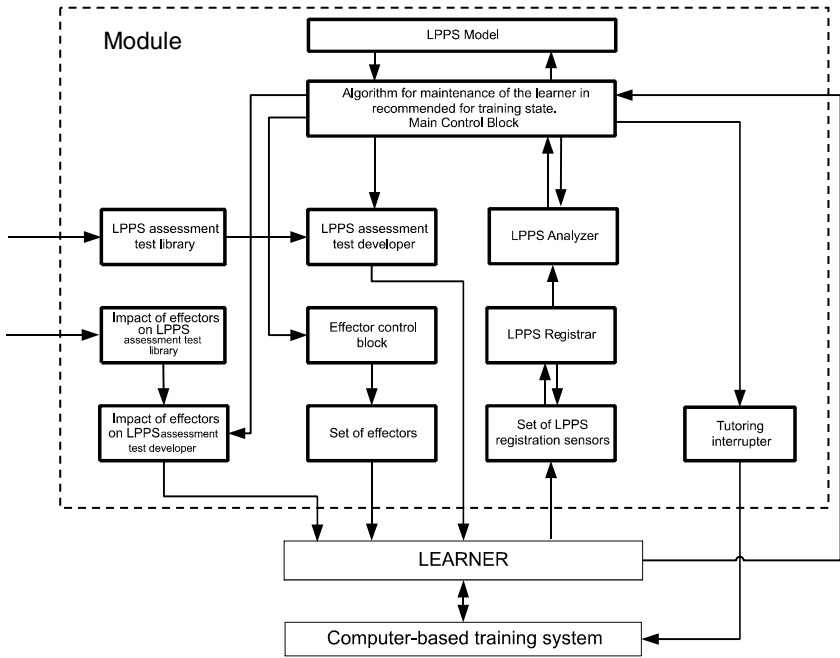 Module
LPPS Model
Algorithm for maintenance of the learner in
recommended for training state.
Main Control Block
LPPS assessment
test library
LPPS assessment
test developer
LPPS Analyzer
Impact of effectors
on LPPS
assessment test
library
Effector control
block
LPPS Registrar
Impact of effectors
on LPPS assessment
test developer
Set of effectors
Set of LPPS
registration sensors
Tutoring
interrupter
LEARNER
Computer-based training system